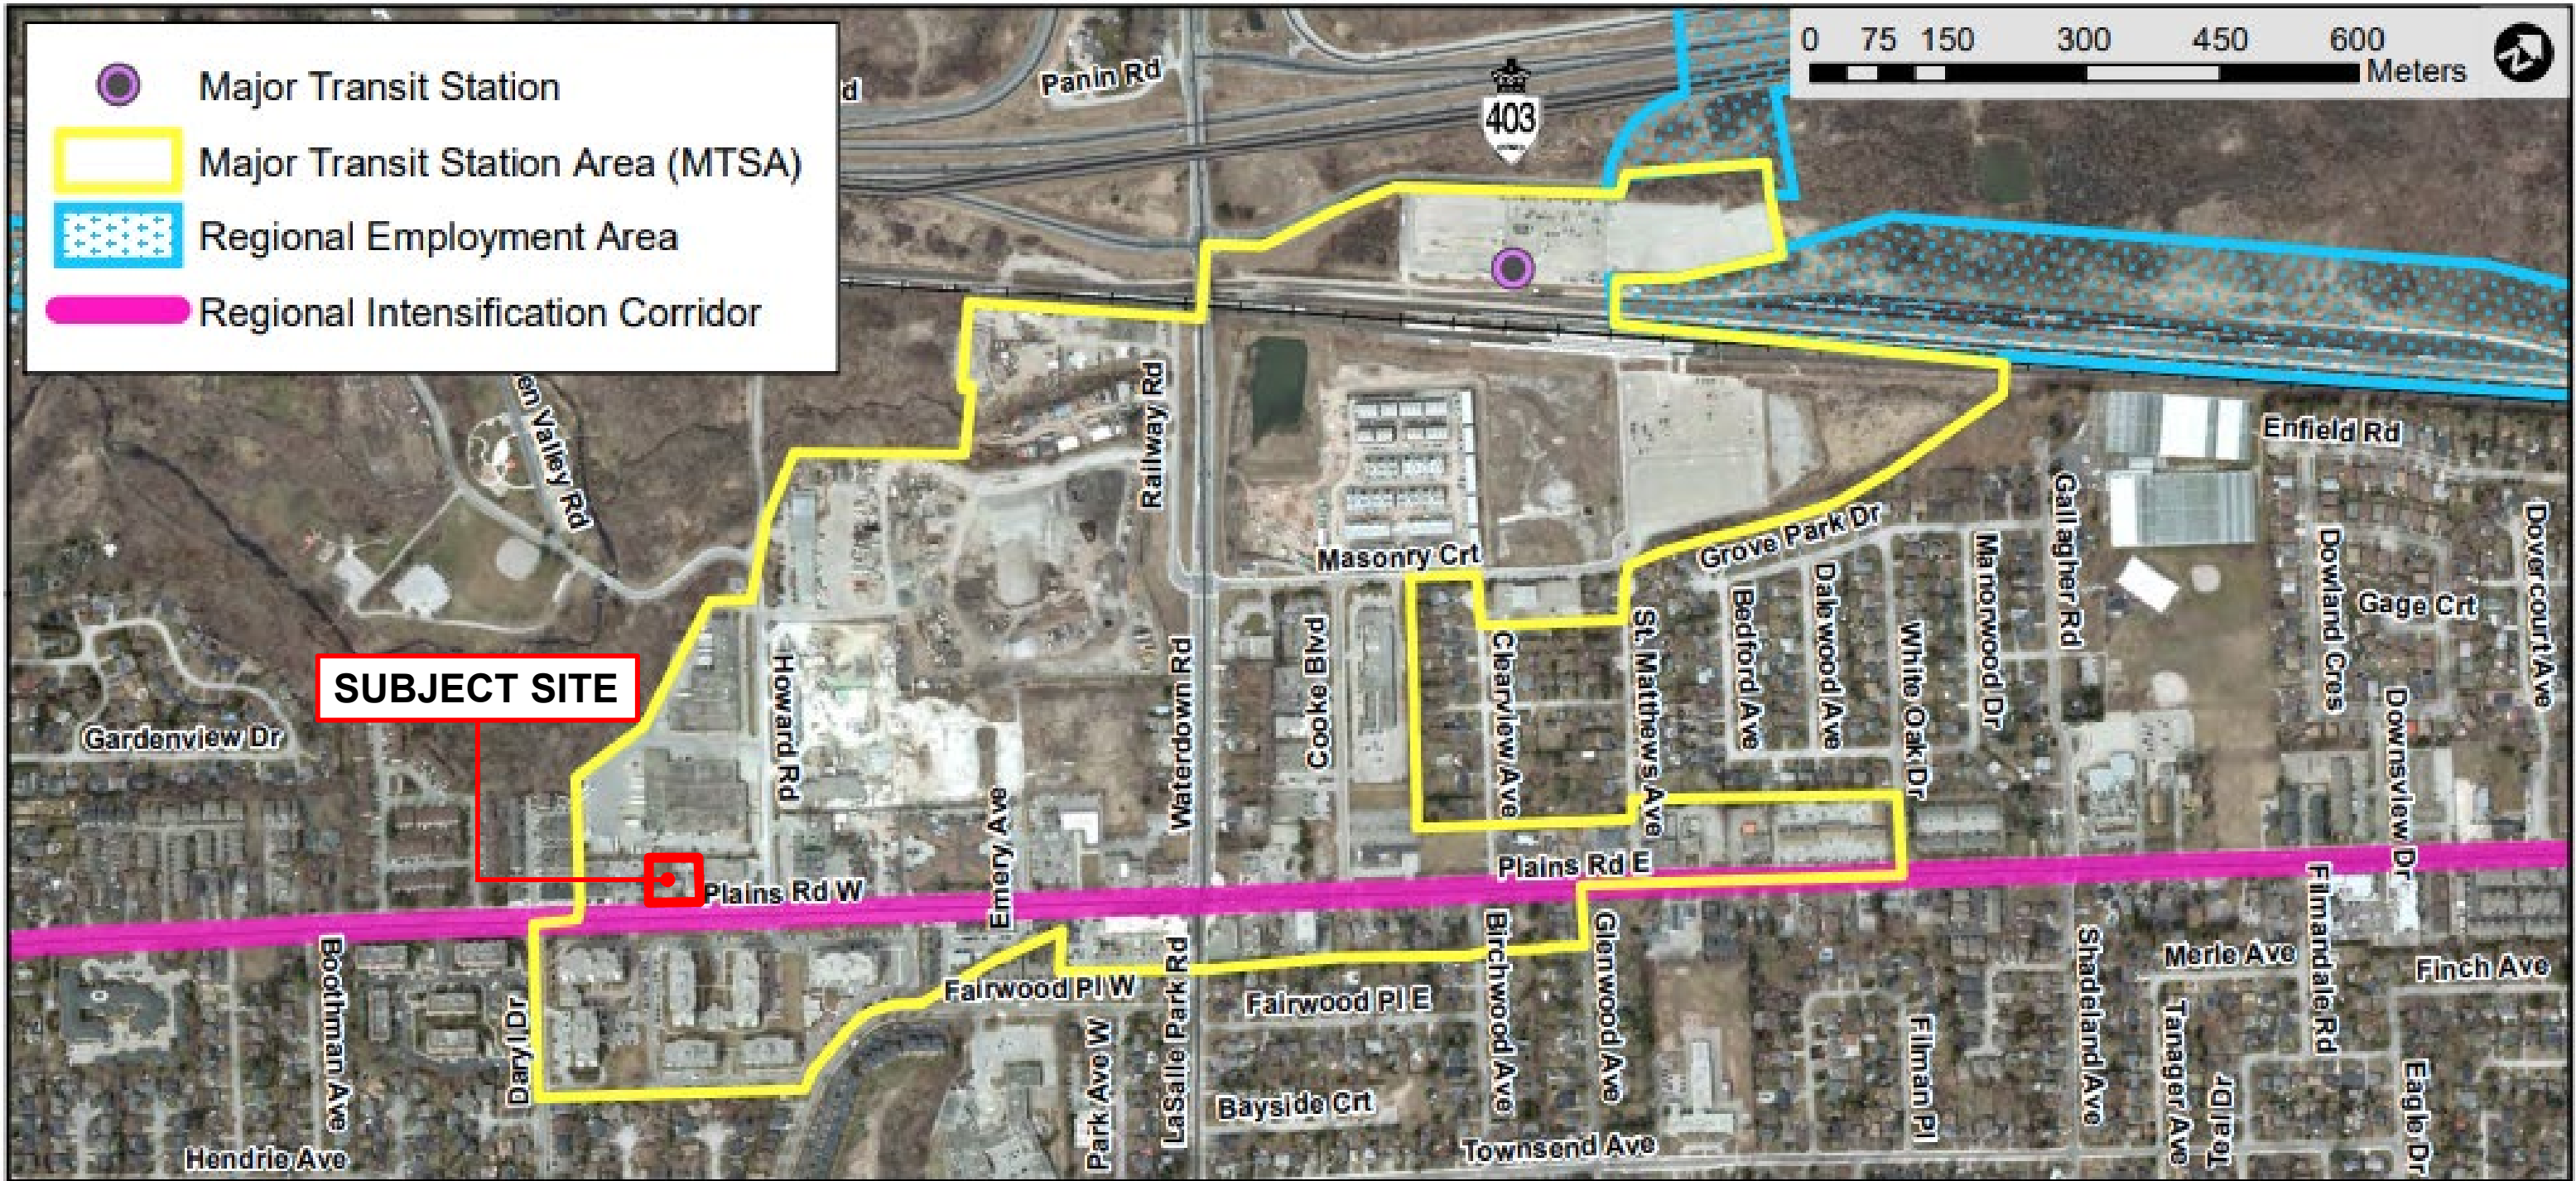 Major Transit Station
Major Transit Station Area (MTSA)
Regional Employment Area
Regional Intensification Corridor
0 75 150 300 450 600
Meters
Panin Rd
d
403
en Valley Rd
Railway Rd
Enfield Rd
Masonry Crt
Grove Park Dr
Gallagher Rd
Dovercourt Ave
Dowland Cres
Gage Crt
Manorwood Dr
Oakwood Ave
Bedford Ave
White Oak Dr
St. Matthews Ave
Clearview Ave
Cooke Blvd
Waterdown Rd
Howard Rd
SUBJECT SITE
Gardenview Dr
Downsview Dr
Emery Ave
Plains Rd W
Plains Rd E
Filmandale Rd
Boothman Ave
Daryl Dr
Fairwood Pl W
LaSalle Park Rd
Fairwood Pl E
Birchwood Ave
Glenwood Ave
Shadeland Ave
Merle Ave
Finch Ave
Park Ave W
Filman Pl
Tanager Ave
Teal Dr
Eagle Dr
Bayside Crt
Townsend Ave
Hendrie Ave